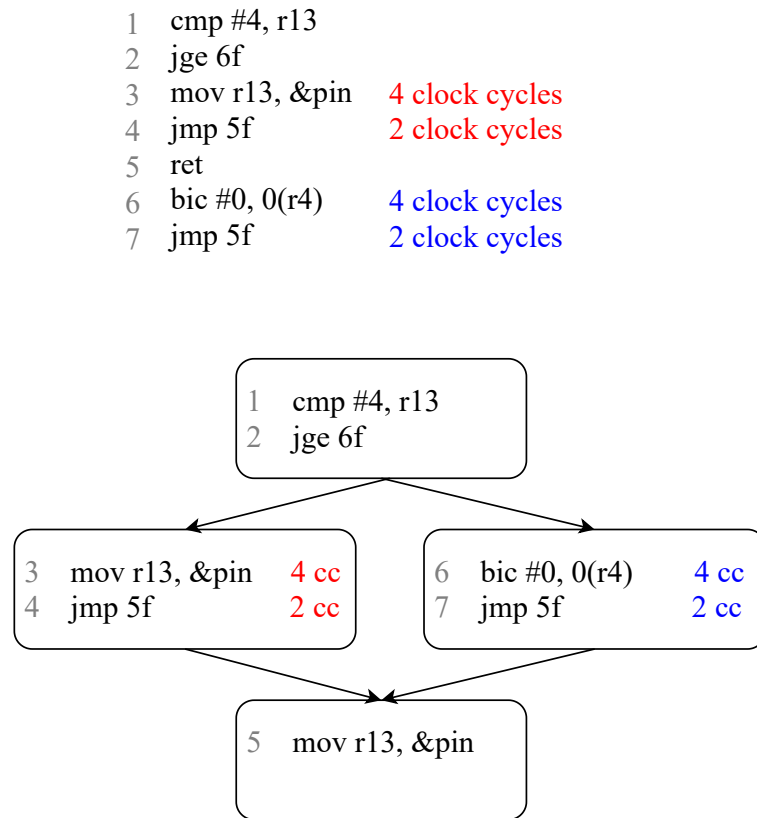 1 cmp #4, r13
2 jge 6f
3 mov r13, &pin 4 clock cycles
4 jmp 5f 2 clock cycles
5 ret
6 bic #0, 0(r4) 4 clock cycles
7 jmp 5f 2 clock cycles
1 cmp #4, r13
2 jge 6f
3 mov r13, &pin 4 cc
4 jmp 5f 2 cc
6 bic #0, 0(r4) 4 cc
7 jmp 5f 2 cc
5 mov r13, &pin